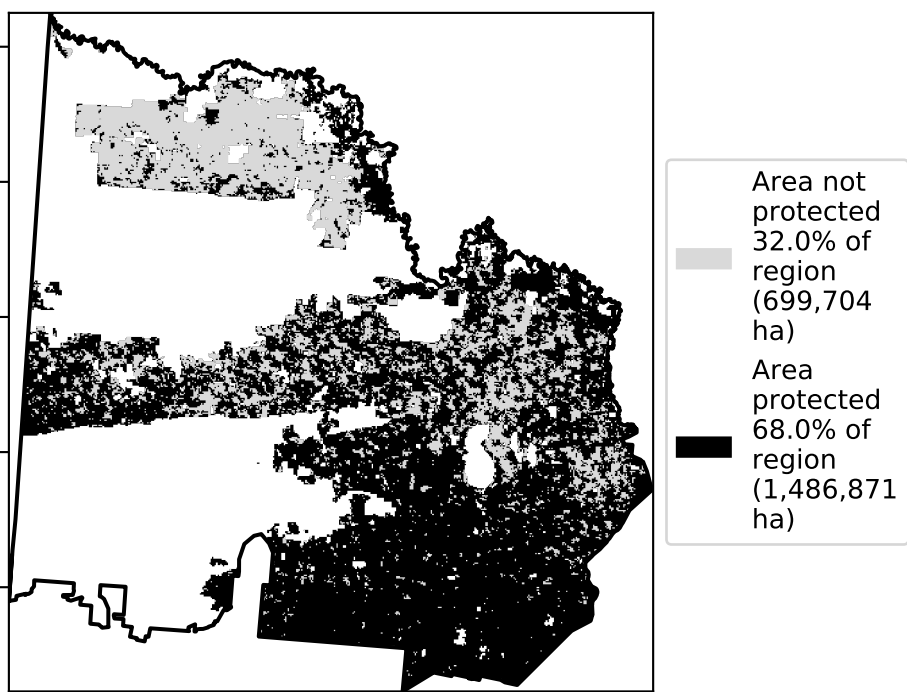 Area not
protected
32.0% of
region
(699,704
ha)
Area
protected
68.0% of
region
(1,486,871
ha)